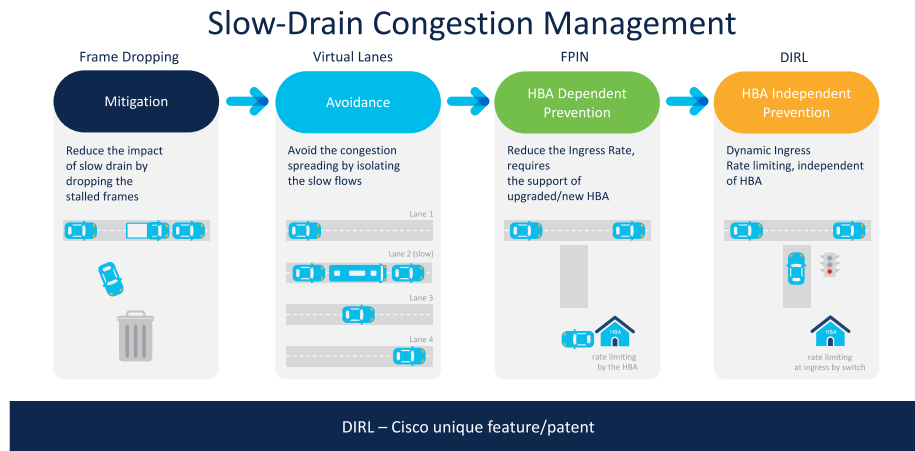 Slow-Drain Congestion Management
Frame Dropping
Mitigation
Reduce the impact
of slow drain by
dropping the
stalled frames
Virtual Lanes
Avoidance
Avoid the congestion
spreading by isolating
the slow flows
Lane 1
Lane 2 (slow)
Lane 3
Lane 4
FPIN
HBA Dependent
Prevention
Reduce the Ingress Rate,
requires
the support of
upgraded/new HBA
HBA
rate limiting
by the HBA
DIRL
HBA Independent
Prevention
Dynamic Ingress
Rate limiting, independent
of HBA
HBA
rate limiting
at ingress by switch
DIRL – Cisco unique feature/patent